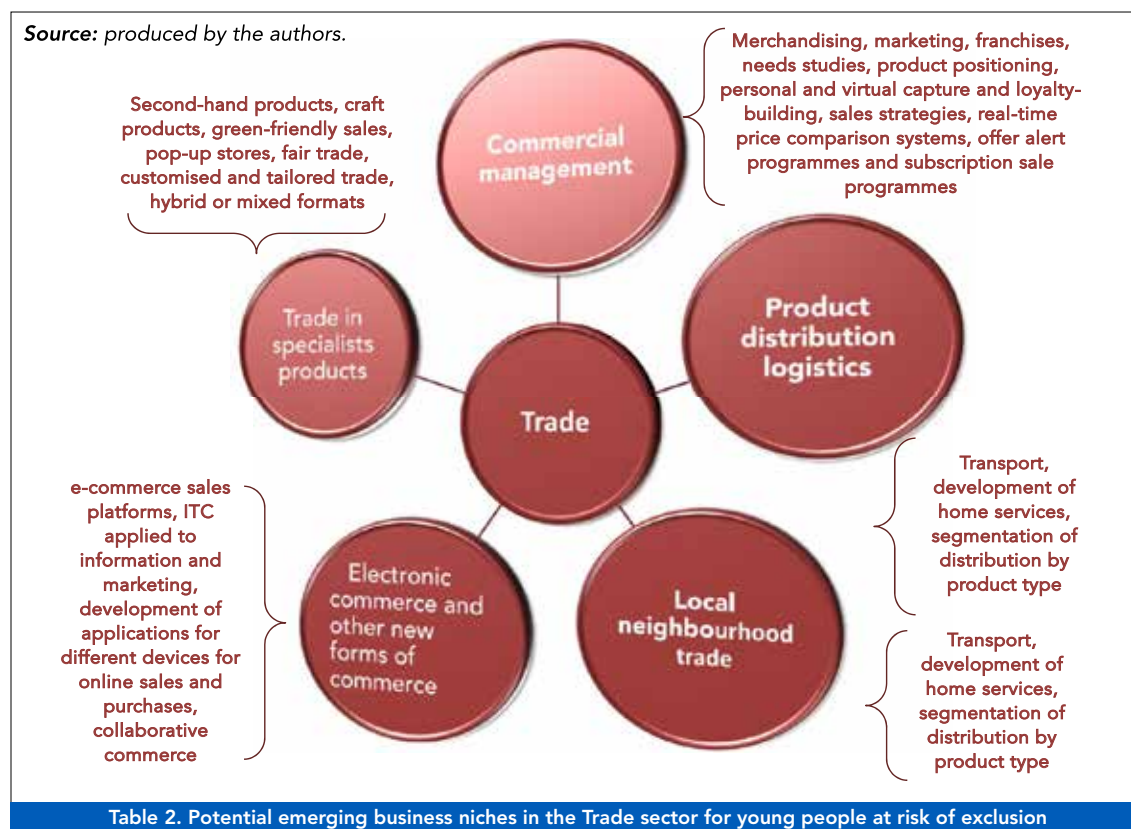 Source: produced by the authors.
Merchandising, marketing, franchises,
needs studies, product positioning,
personal and virtual capture and loyalty-
building, sales strategies, real-time
price comparison systems, offer alert
programmes and subscription sale
programmes
Second-hand products, craft
products, green-friendly sales,
pop-up stores, fair trade,
customised and tailored trade,
hybrid or mixed formats
Commercial
management
Trade in
specialists
products
Product
distribution
logistics
Trade
Transport,
development of
home services,
segmentation of
distribution by
product type
e-commerce sales
platforms, ITC
applied to
information and
marketing,
development of
applications for
different devices for
online sales and
purchases,
collaborative
commerce
Electronic
commerce and
other new
forms of
commerce
Local
neighbourhood
trade
Transport,
development of
home services,
segmentation of
distribution by
product type
Table 2. Potential emerging business niches in the Trade sector for young people at risk of exclusion